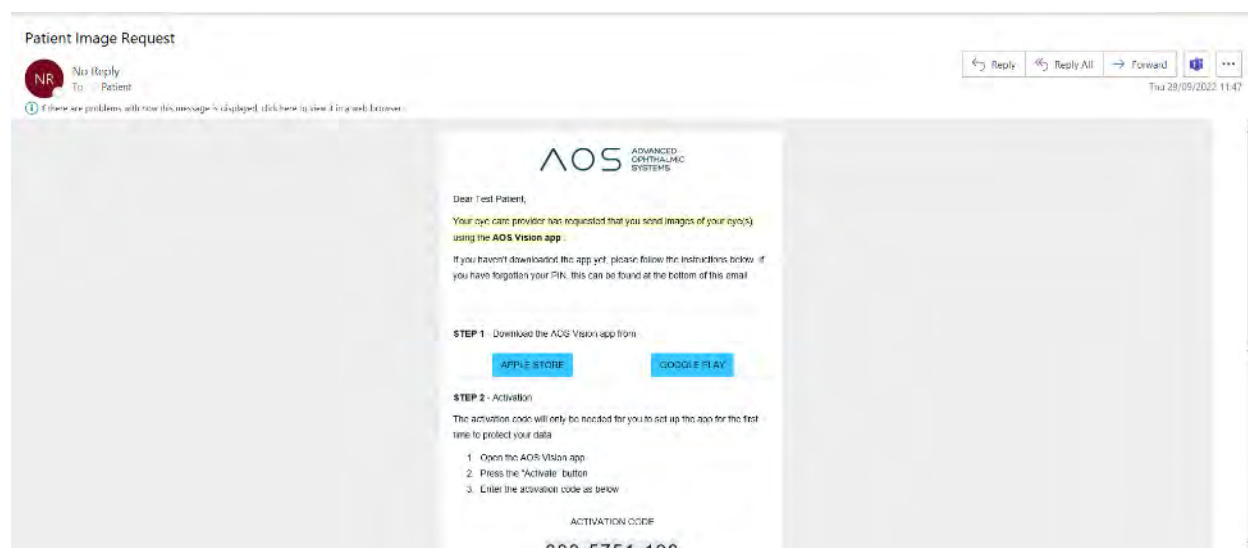 Patient Image Request
No Reply
NR
To Patient
If there are problems with how this message is displayed, click here to view it in a web browser.
Reply
Reply All
Forward
Thu 29/09/2022 11:47
AOS ADVANCED
OPHTHALMIC
SYSTEMS
Dear Test Patient,
Your eye care provider has requested that you send images of your eye(s)
using the AOS Vision app .
If you haven't downloaded the app yet, please follow the instructions below. If
you have forgotten your PIN, this can be found at the bottom of this email
STEP 1 - Download the AOS Vision app from
APPLE STORE
GOOGLE PLAY
STEP 2 - Activation
The activation code will only be needed for you to set up the app for the first
time to protect your data
1. Open the AOS Vision app
2. Press the "Activate" button
3. Enter the activation code as below
ACTIVATION CODE